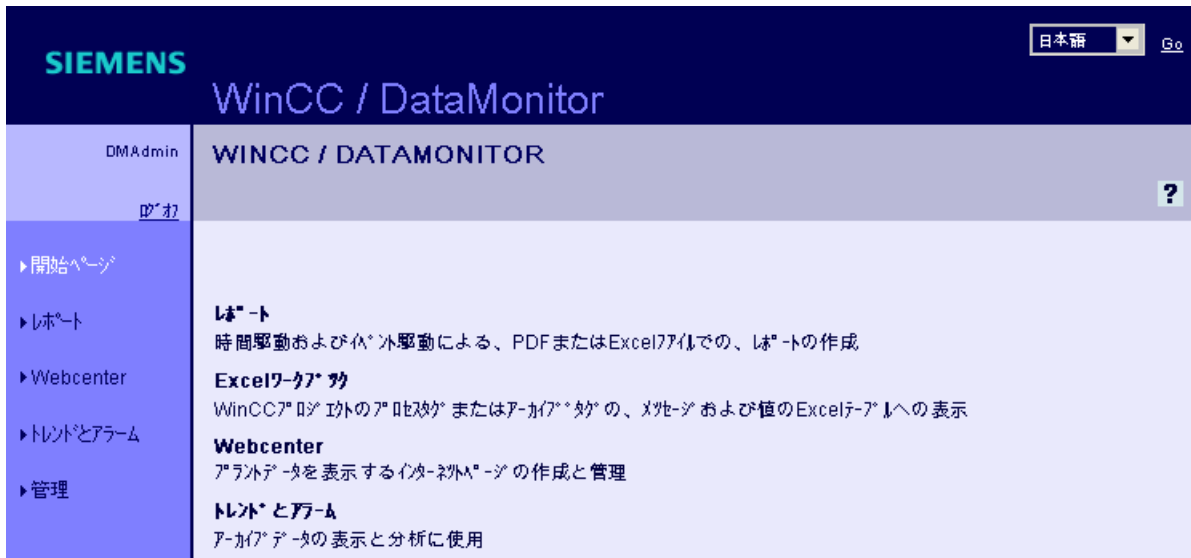 日本語
Go
SIEMENS
WinCC / DataMonitor
DMAdmin
WINCC / DATAMONITOR
ログオフ
?
開始ページ
レポート
Webcenter
トレンドとアラーム
管理
レポート
時間駆動およびイベント駆動による、PDFまたはExcelファイルでの、レポートの作成
Excelワークブック
WinCCプロジェクトのプロセスタグまたはアーカイブタグの、メッセージおよび値のExcelテーブルへの表示
Webcenter
プラントデータを表示するインターネットページの作成と管理
トレンドとアラーム
アーカイブデータの表示と分析に使用